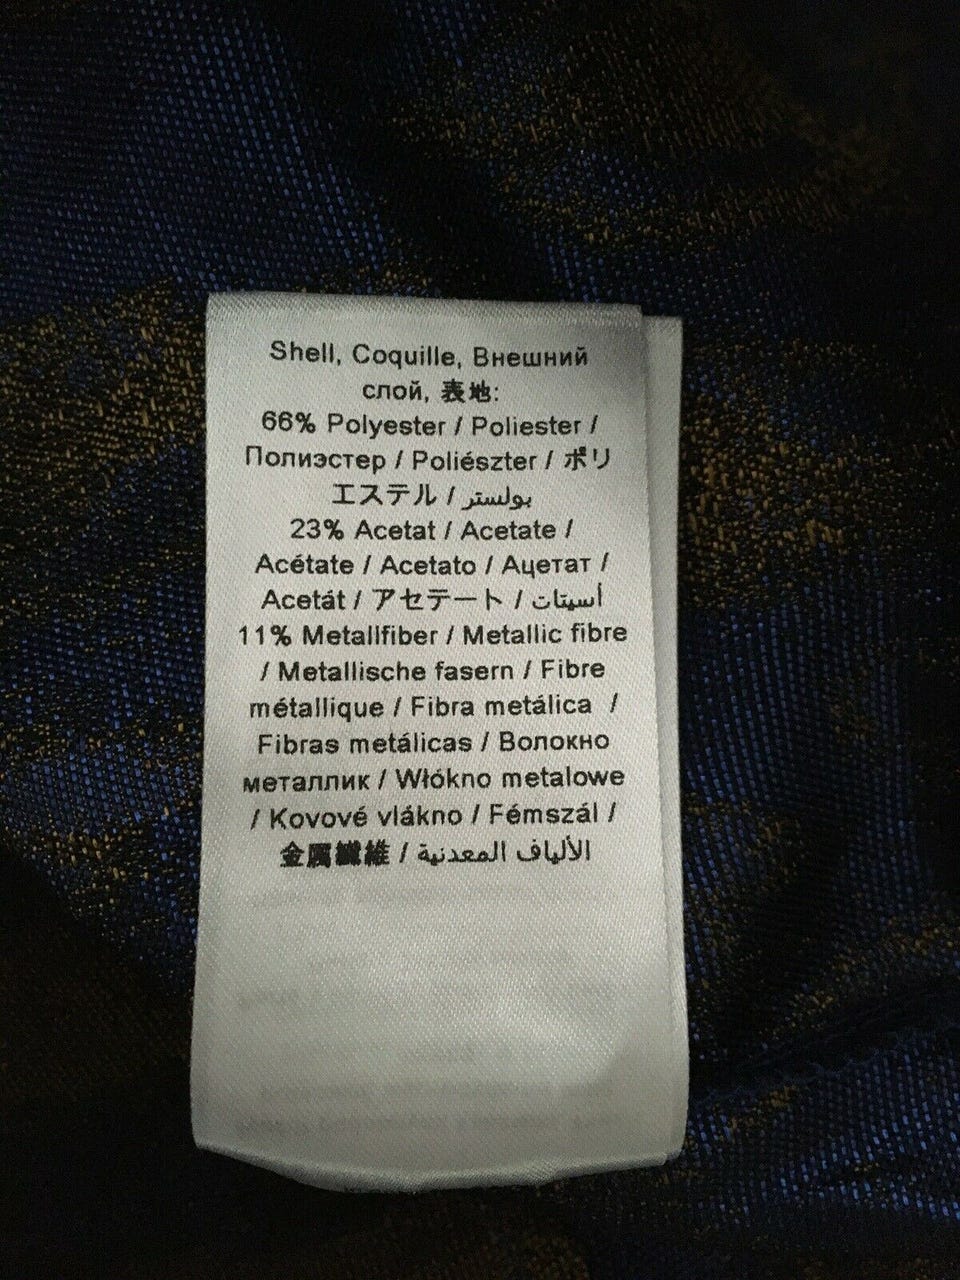 Shell, Coquille, Внешний
слой, 表地:
66% Polyester / Poliester /
Полиэстер / Poliészter / ポリ
エステル / بولستر
23% Acetat / Acetate /
Acétate / Acetato / Ацетат /
Acetát / アセテート / أسيتات
11% Metallfiber / Metallic fibre
/ Metallische fasern / Fibre
métallique / Fibra metálica /
Fibras metálicas / Волокно
металлик / Włókno metalowe
/ Kovové vlákno / Fémszál /
金属繊維 / الألياف المعدنية